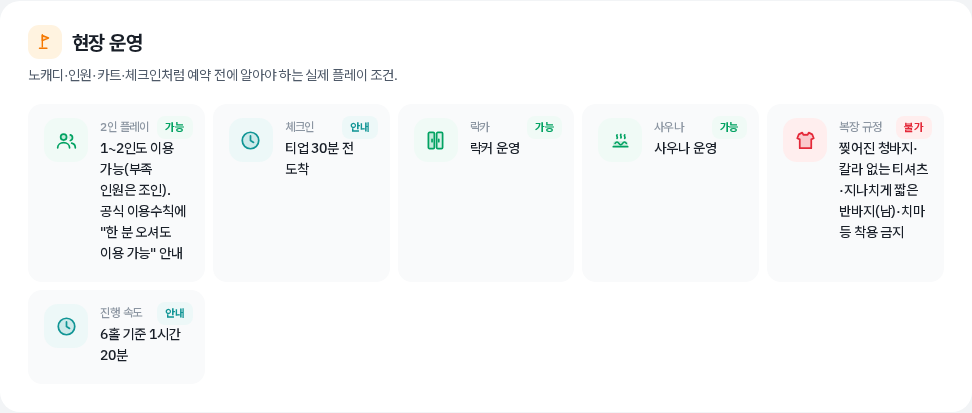 현장 운영
노캐디·인원·카트·체크인처럼 예약 전에 알아야 하는 실제 플레이 조건.
2인 플레이 가능
1~2인도 이용
가능(부족
인원은 조인).
공식 이용수칙에
"한 분 오셔도
이용 가능" 안내
체크인 안내
티업 30분 전
도착
락카 가능
락커 운영
사우나 가능
사우나 운영
복장 규정 불가
찢어진 청바지·
칼라 없는 티셔츠
·지나치게 짧은
반바지(남)·치마
등 착용 금지
진행 속도 안내
6홀 기준 1시간
20분